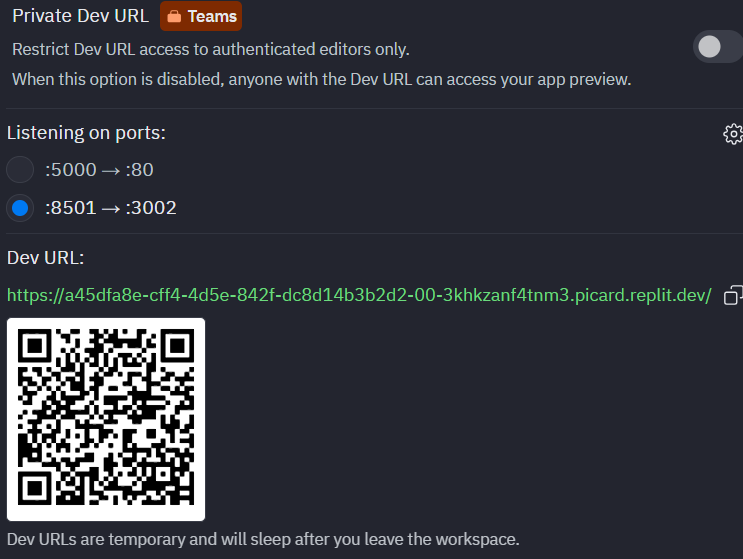 Private Dev URL Teams
Restrict Dev URL access to authenticated editors only.
When this option is disabled, anyone with the Dev URL can access your app preview.
Listening on ports:
:5000 → :80
:8501 → :3002
Dev URL:
https://a45dfa8e-cff4-4d5e-842f-dc8d14b3b2d2-00-3khkzanf4tnm3.picard.replit.dev/
Dev URLs are temporary and will sleep after you leave the workspace.